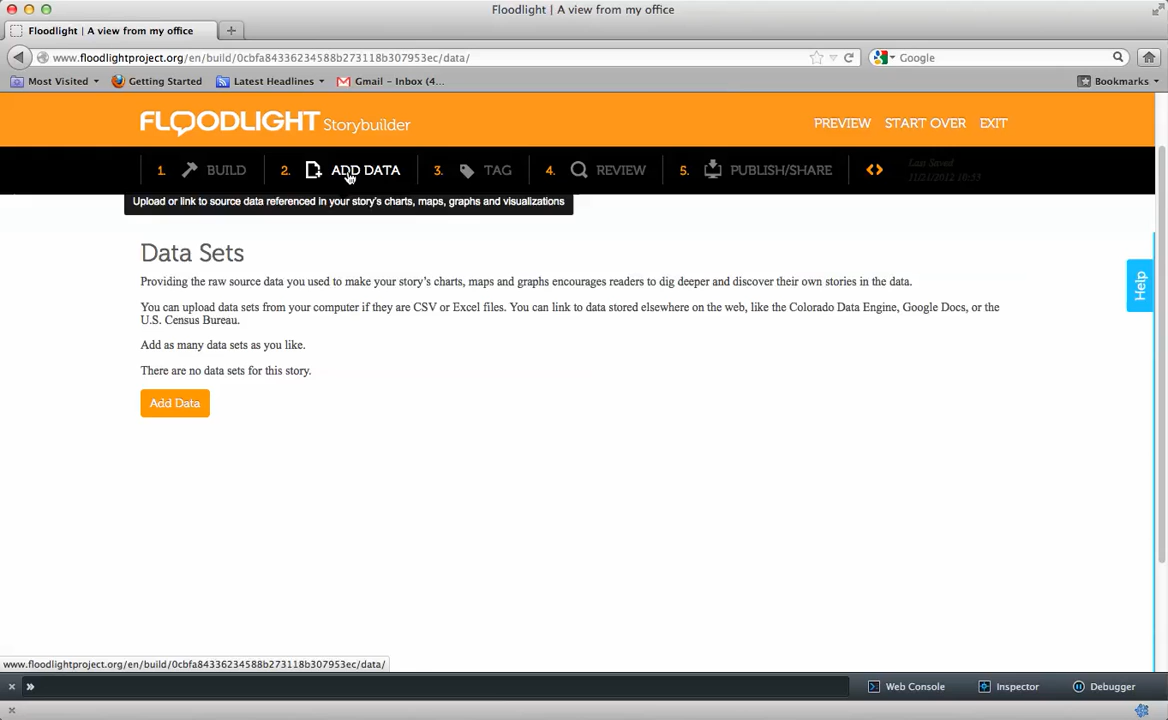 Floodlight | A view from my office
Floodlight | A view from my office
www.floodlightproject.org/en/build/0cbfa84336234588b273118b307953ec/data/
Google
Most Visited
Getting Started
Latest Headlines
Gmail - Inbox (4...
Bookmarks
FLOODLIGHT Storybuilder
PREVIEW START OVER EXIT
1. BUILD 2. ADD DATA 3. TAG 4. REVIEW 5. PUBLISH/SHARE
Last Saved
11/21/2012 10:53
Upload or link to source data referenced in your story's charts, maps, graphs and visualizations
Data Sets
Help
Providing the raw source data you used to make your story's charts, maps and graphs encourages readers to dig deeper and discover their own stories in the data.
You can upload data sets from your computer if they are CSV or Excel files. You can link to data stored elsewhere on the web, like the Colorado Data Engine, Google Docs, or the
U.S. Census Bureau.
Add as many data sets as you like.
There are no data sets for this story.
Add Data
www.floodlightproject.org/en/build/0cbfa84336234588b273118b307953ec/data/
Web Console
Inspector
Debugger